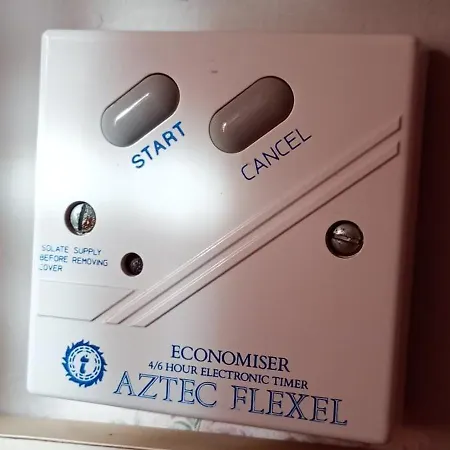 START
CANCEL
ISOLATE SUPPLY
BEFORE REMOVING
COVER
ECONOMISER
4/6 HOUR ELECTRONIC TIMER
AZTEC FLEXEL